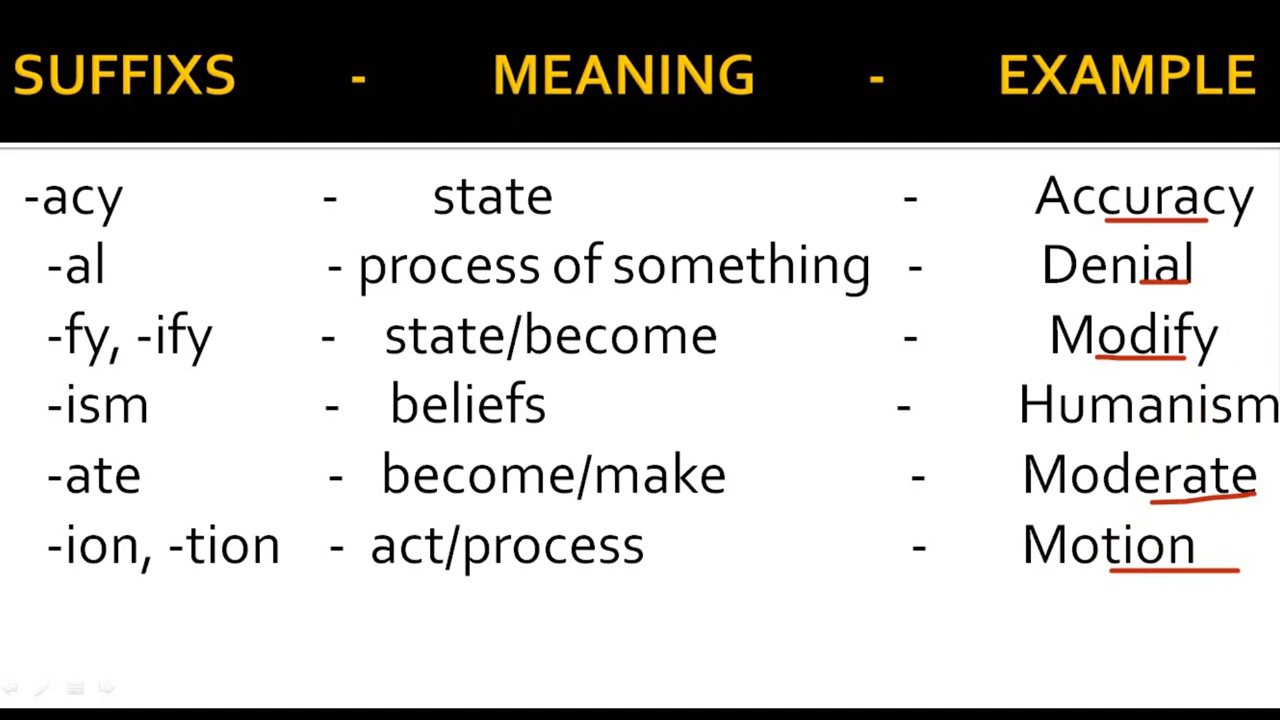 SUFFIXS - MEANING - EXAMPLE
-acy - state - Accuracy
-al - process of something - Denial
-fy, -ify - state/become - Modify
-ism - beliefs - Humanism
-ate - become/make - Moderate
-ion, -tion - act/process - Motion